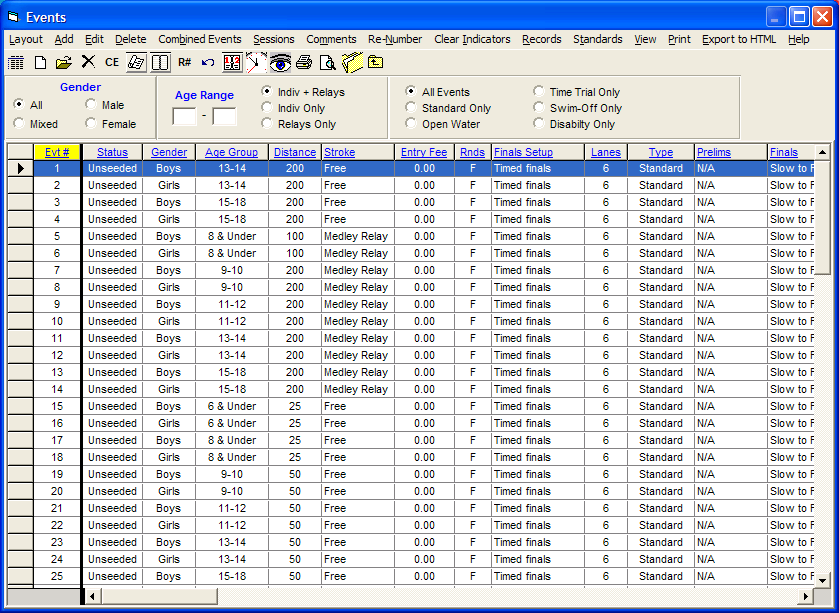 Events
Layout Add Edit Delete Combined Events Sessions Comments Re-Number Clear Indicators Records Standards View Print Export to HTML Help
CE R#
Gender
All Male
Mixed Female
Age Range
-
Indiv + Relays
Indiv Only
Relays Only
All Events
Standard Only
Open Water
Time Trial Only
Swim-Off Only
Disabilty Only
Evt # Status Gender Age Group Distance Stroke Entry Fee Rnds Finals Setup Lanes Type Prelims Finals
1 Unseeded Boys 13-14 200 Free 0.00 F Timed finals 6 Standard N/A Slow to F
2 Unseeded Girls 13-14 200 Free 0.00 F Timed finals 6 Standard N/A Slow to F
3 Unseeded Boys 15-18 200 Free 0.00 F Timed finals 6 Standard N/A Slow to F
4 Unseeded Girls 15-18 200 Free 0.00 F Timed finals 6 Standard N/A Slow to F
5 Unseeded Boys 8 & Under 100 Medley Relay 0.00 F Timed finals 6 Standard N/A Slow to F
6 Unseeded Girls 8 & Under 100 Medley Relay 0.00 F Timed finals 6 Standard N/A Slow to F
7 Unseeded Boys 9-10 200 Medley Relay 0.00 F Timed finals 6 Standard N/A Slow to F
8 Unseeded Girls 9-10 200 Medley Relay 0.00 F Timed finals 6 Standard N/A Slow to F
9 Unseeded Boys 11-12 200 Medley Relay 0.00 F Timed finals 6 Standard N/A Slow to F
10 Unseeded Girls 11-12 200 Medley Relay 0.00 F Timed finals 6 Standard N/A Slow to F
11 Unseeded Boys 13-14 200 Medley Relay 0.00 F Timed finals 6 Standard N/A Slow to F
12 Unseeded Girls 13-14 200 Medley Relay 0.00 F Timed finals 6 Standard N/A Slow to F
13 Unseeded Boys 15-18 200 Medley Relay 0.00 F Timed finals 6 Standard N/A Slow to F
14 Unseeded Girls 15-18 200 Medley Relay 0.00 F Timed finals 6 Standard N/A Slow to F
15 Unseeded Boys 6 & Under 25 Free 0.00 F Timed finals 6 Standard N/A Slow to F
16 Unseeded Girls 6 & Under 25 Free 0.00 F Timed finals 6 Standard N/A Slow to F
17 Unseeded Boys 8 & Under 25 Free 0.00 F Timed finals 6 Standard N/A Slow to F
18 Unseeded Girls 8 & Under 25 Free 0.00 F Timed finals 6 Standard N/A Slow to F
19 Unseeded Boys 9-10 50 Free 0.00 F Timed finals 6 Standard N/A Slow to F
20 Unseeded Girls 9-10 50 Free 0.00 F Timed finals 6 Standard N/A Slow to F
21 Unseeded Boys 11-12 50 Free 0.00 F Timed finals 6 Standard N/A Slow to F
22 Unseeded Girls 11-12 50 Free 0.00 F Timed finals 6 Standard N/A Slow to F
23 Unseeded Boys 13-14 50 Free 0.00 F Timed finals 6 Standard N/A Slow to F
24 Unseeded Girls 13-14 50 Free 0.00 F Timed finals 6 Standard N/A Slow to F
25 Unseeded Boys 15-18 50 Free 0.00 F Timed finals 6 Standard N/A Slow to F